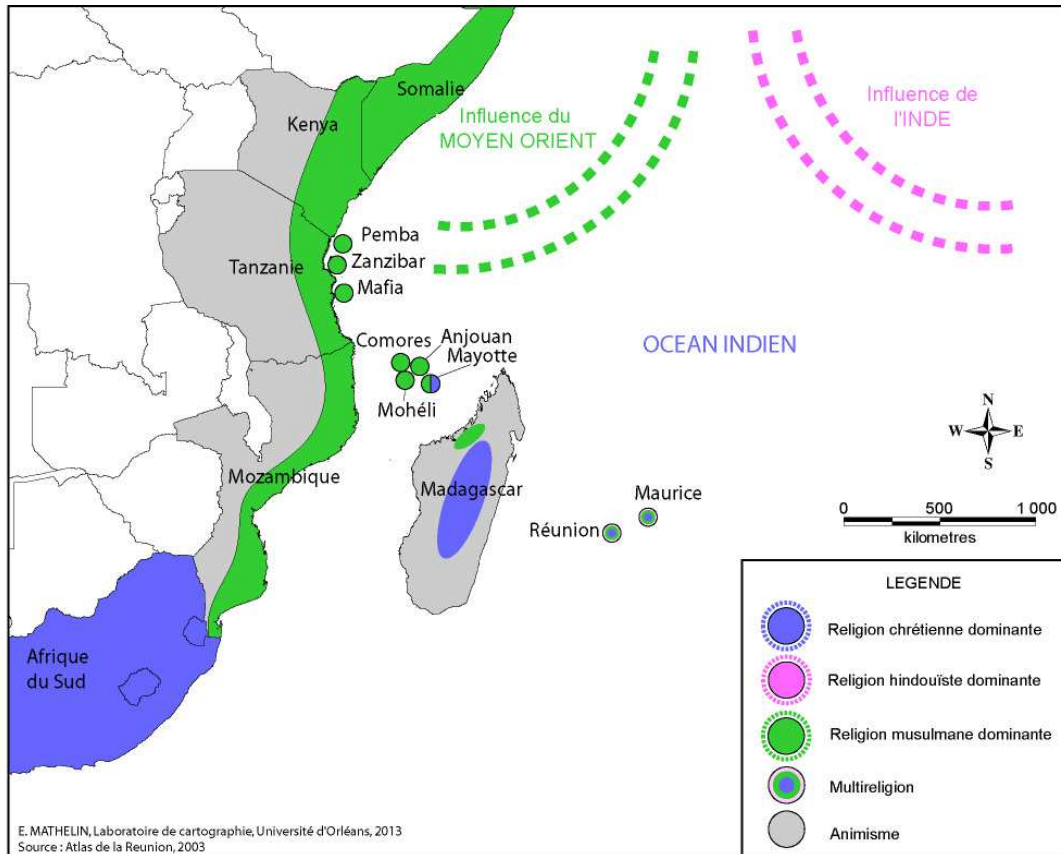 Somalie
Kenya
Influence du
MOYEN ORIENT
Influence de
l'INDE
Pemba
Zanzibar
Mafia
Tanzanie
Comores
Anjouan
Mayotte
Mohéli
OCEAN INDIEN
N
W E
S
Mozambique
Madagascar
Maurice
Réunion
0 500 1 000
kilometres
Afrique
du Sud
LEGENDE
Religion chrétienne dominante
Religion hindouïste dominante
Religion musulmane dominante
Multireligion
Animisme
E. MATHELIN, Laboratoire de cartographie, Université d'Orléans, 2013
Source : Atlas de la Reunion, 2003